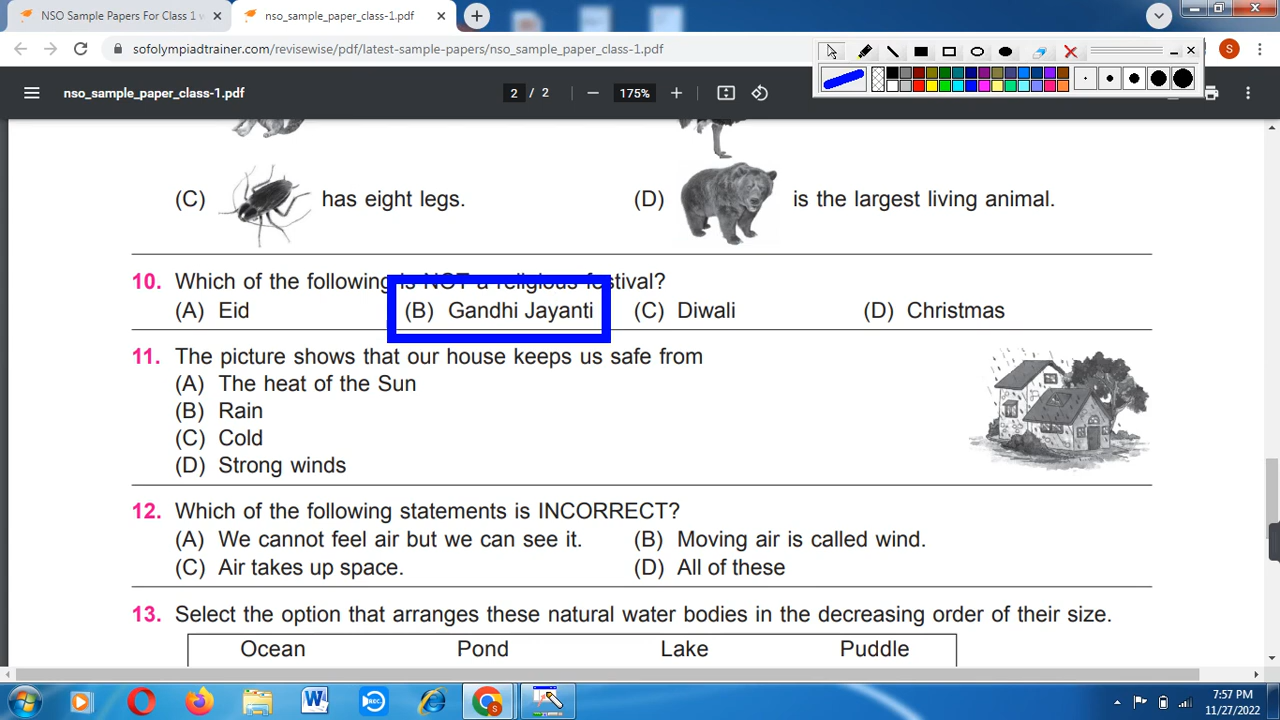 NSO Sample Papers For Class 1 w
nso_sample_paper_class-1.pdf
sofolympiadtrainer.com/revisewise/pdf/latest-sample-papers/nso_sample_paper_class-1.pdf
S
nso_sample_paper_class-1.pdf
2 / 2
175%
(C) has eight legs.
(D) is the largest living animal.
10. Which of the following is NOT a religious festival?
(A) Eid (B) Gandhi Jayanti (C) Diwali (D) Christmas
11. The picture shows that our house keeps us safe from
(A) The heat of the Sun
(B) Rain
(C) Cold
(D) Strong winds
12. Which of the following statements is INCORRECT?
(A) We cannot feel air but we can see it. (B) Moving air is called wind.
(C) Air takes up space. (D) All of these
13. Select the option that arranges these natural water bodies in the decreasing order of their size.
Ocean Pond Lake Puddle
REC
7:57 PM
11/27/2022